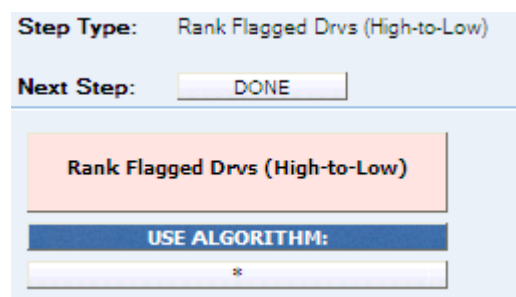 Step Type: Rank Flagged Drvs (High-to-Low)
Next Step: DONE
Rank Flagged Drvs (High-to-Low)
USE ALGORITHM:
*